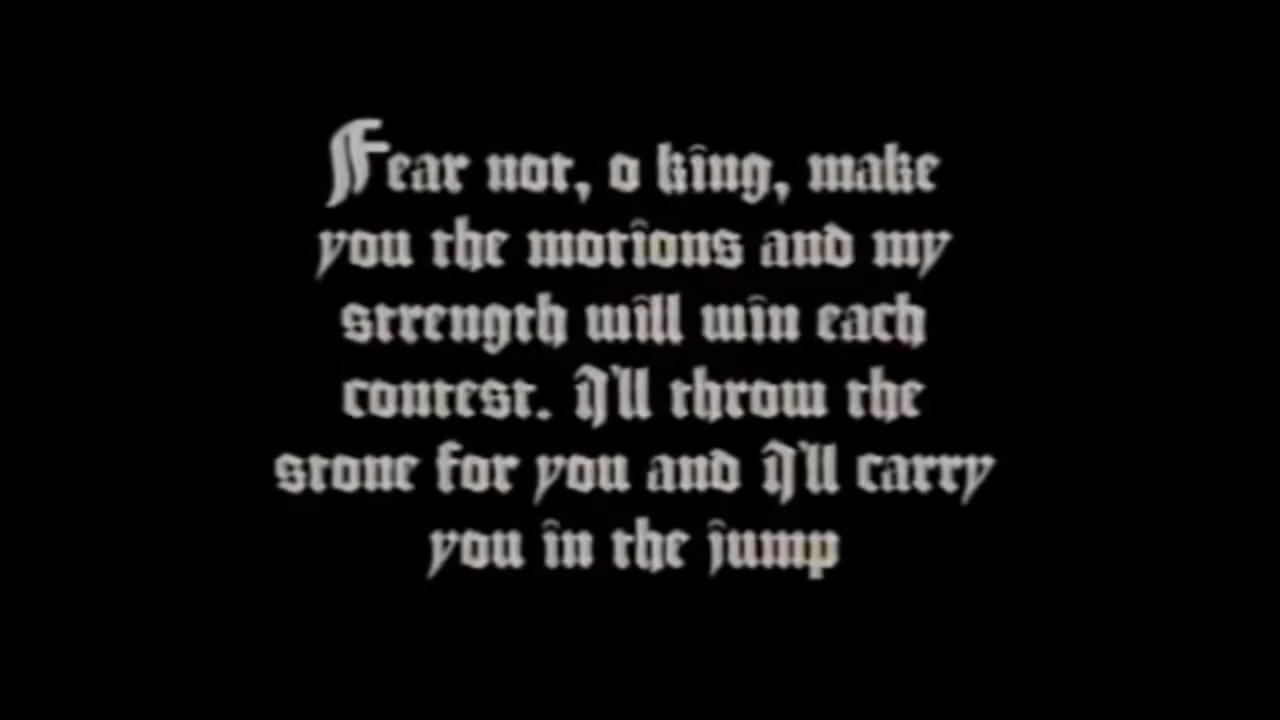 Fear not, o king, make
you the motions and my
strength will win each
contest. I'll throw the
stone for you and I'll carry
you in the jump